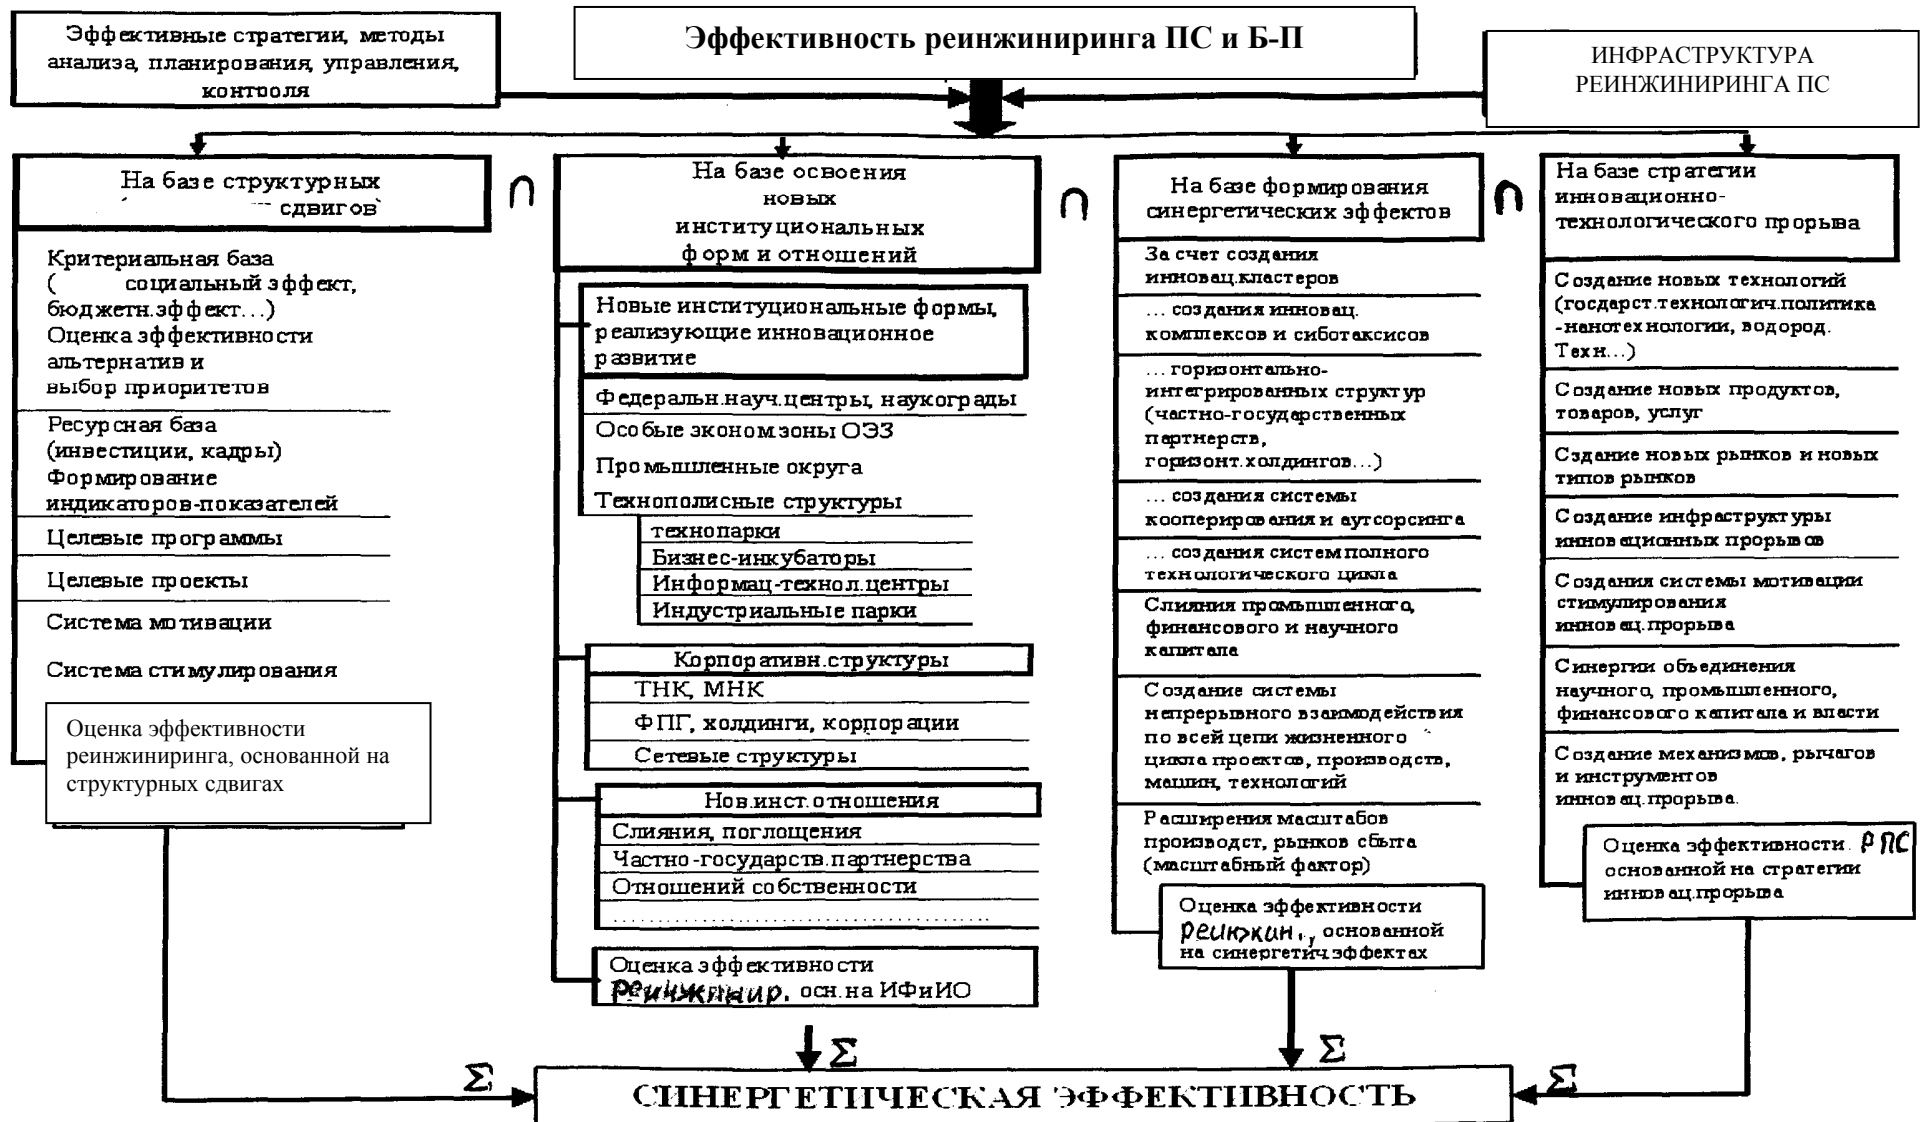 Эффективные стратегии, методы
анализа, планирования, управления,
контроля
Эффективность реинжиниринга ПС и Б-П
ИНФРАСТРУКТУРА
РЕИНЖИНИРИНГА ПС
На базе структурных
сдвигов
∩
На базе освоения
новых
институциональных
форм и отношений
∩
На базе формирования
синергетических эффектов
∩
На базе стратегии
инновационно-
технологического прорыва
Критериальная база
( социальный эффект,
бюджетн.эффект...)
Оценка эффективности
альтернатив и
выбор приоритетов
Ресурсная база
(инвестиции, кадры)
Формирование
индикаторов-показателей
Целевые программы
Целевые проекты
Система мотивации
Система стимулирования
Оценка эффективности
реинжиниринга, основанной на
структурных сдвигах
Новые институциональные формы,
реализующие инновационное
развитие
Федеральн.науч.центры, наукограды
Особые эконом.зоны ОЭЗ
Промышленные округа
Технополисные структуры
технопарки
Бизнес-инкубаторы
Информац-технол.центры
Индустриальные парки
Корпоративн.структуры
ТНК, МНК
ФПГ, холдинги, корпорации
Сетевые структуры
Нов.инст.отношения
Слияния, поглощения
Частно-государств.партнерства
Отношений собственности
..........................................
Оценка эффективности
реинжинир. осн.на ИФиИО
За счет создания
инновац.кластеров
... создания инновац.
комплексов и сиботаксисов
... горизонтально-
интегрированных структур
(частно-государственных
партнерств,
горизонт.холдингов...)
... создания системы
кооперирования и аутсорсинга
... создания систем полного
технологического цикла
Слияния промышленного,
финансового и научного
капитала
Создание системы
непрерывного взаимодействия
по всей цепи жизненного
цикла проектов, производств,
машин, технологий
Расширения масштабов
производст, рынков сбыта
(масштабный фактор)
Оценка эффективности
реинжин., основанной
на синергетич.эффектах
Создание новых технологий
(госдарст.технологич.политика
-нанотехнологии, водород.
Техн...)
Создание новых продуктов,
товаров, услуг
Сздание новых рынков и новых
типов рынков
Создание инфраструктуры
инновационных прорывов
Создания системы мотивации
стимулирования
инновац.прорыва
Синергии объединения
научного, промышленного,
финансового капитала и власти
Создание механизмов, рычагов
и инструментов
инновац.прорыва.
Оценка эффективности РПС
основанной на стратегии
инновац.прорыва
Σ
Σ
Σ
Σ
СИНЕРГЕТИЧЕСКАЯ ЭФФЕКТИВНОСТЬ